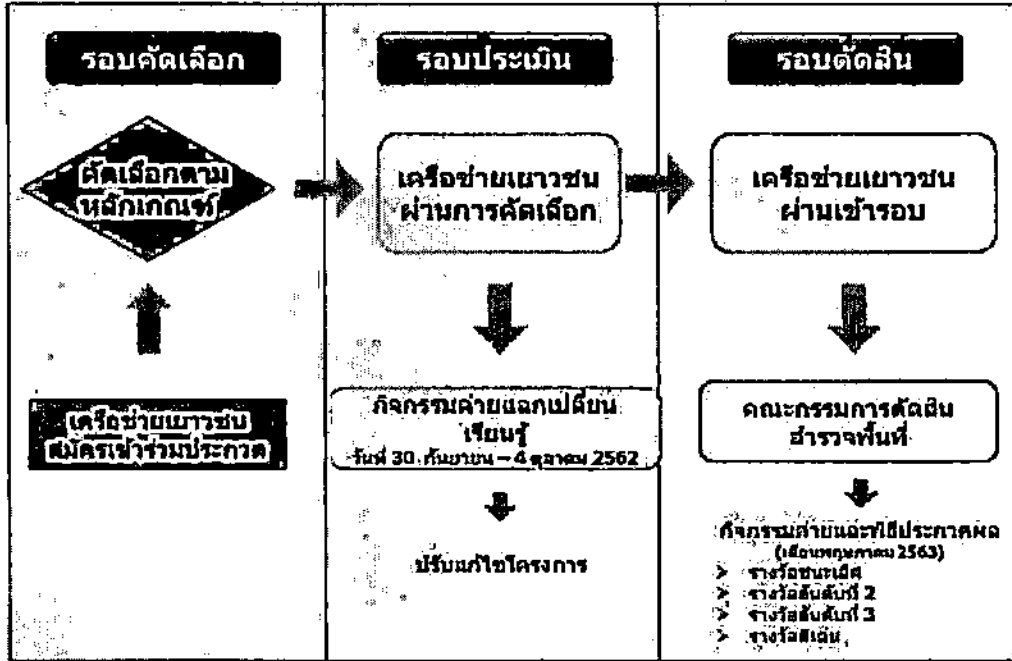 รอบคัดเลือก
คัดเลือกตาม
หลักเกณฑ์
เครือข่ายเยาวชน
สมัครเข้าร่วมประกวด
รอบประเมิน
เครือข่ายเยาวชน
ผ่านการคัดเลือก
กิจกรรมค่ายแลกเปลี่ยน
เรียนรู้
วันที่ 30 กันยายน – 4 ตุลาคม 2562
ปรับแก้ไขโครงการ
รอบตัดสิน
เครือข่ายเยาวชน
ผ่านเข้ารอบ
คณะกรรมการตัดสิน
สำรวจพื้นที่
กิจกรรมค่ายและพิธีประกาศผล
(เดือนพฤษภาคม 2563)
➢ รางวัลชนะเลิศ
➢ รางวัลอันดับที่ 2
➢ รางวัลอันดับที่ 3
➢ รางวัลดีเด่น